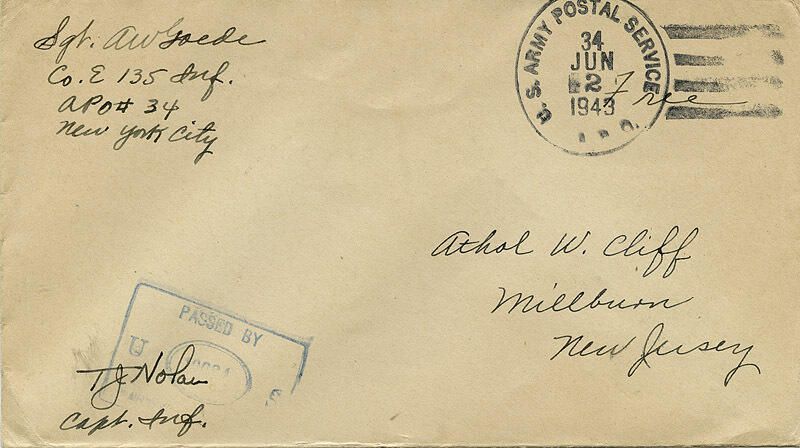 Sgt. AW Goede
Co. E 135 Inf.
APO# 34
New York City
U.S. ARMY POSTAL SERVICE
34
JUN
2
1943
A.P.O.
Free
Athol W. Cliff
Millburn
New Jersey
PASSED BY
U S
T J Nolan
Capt. Inf.